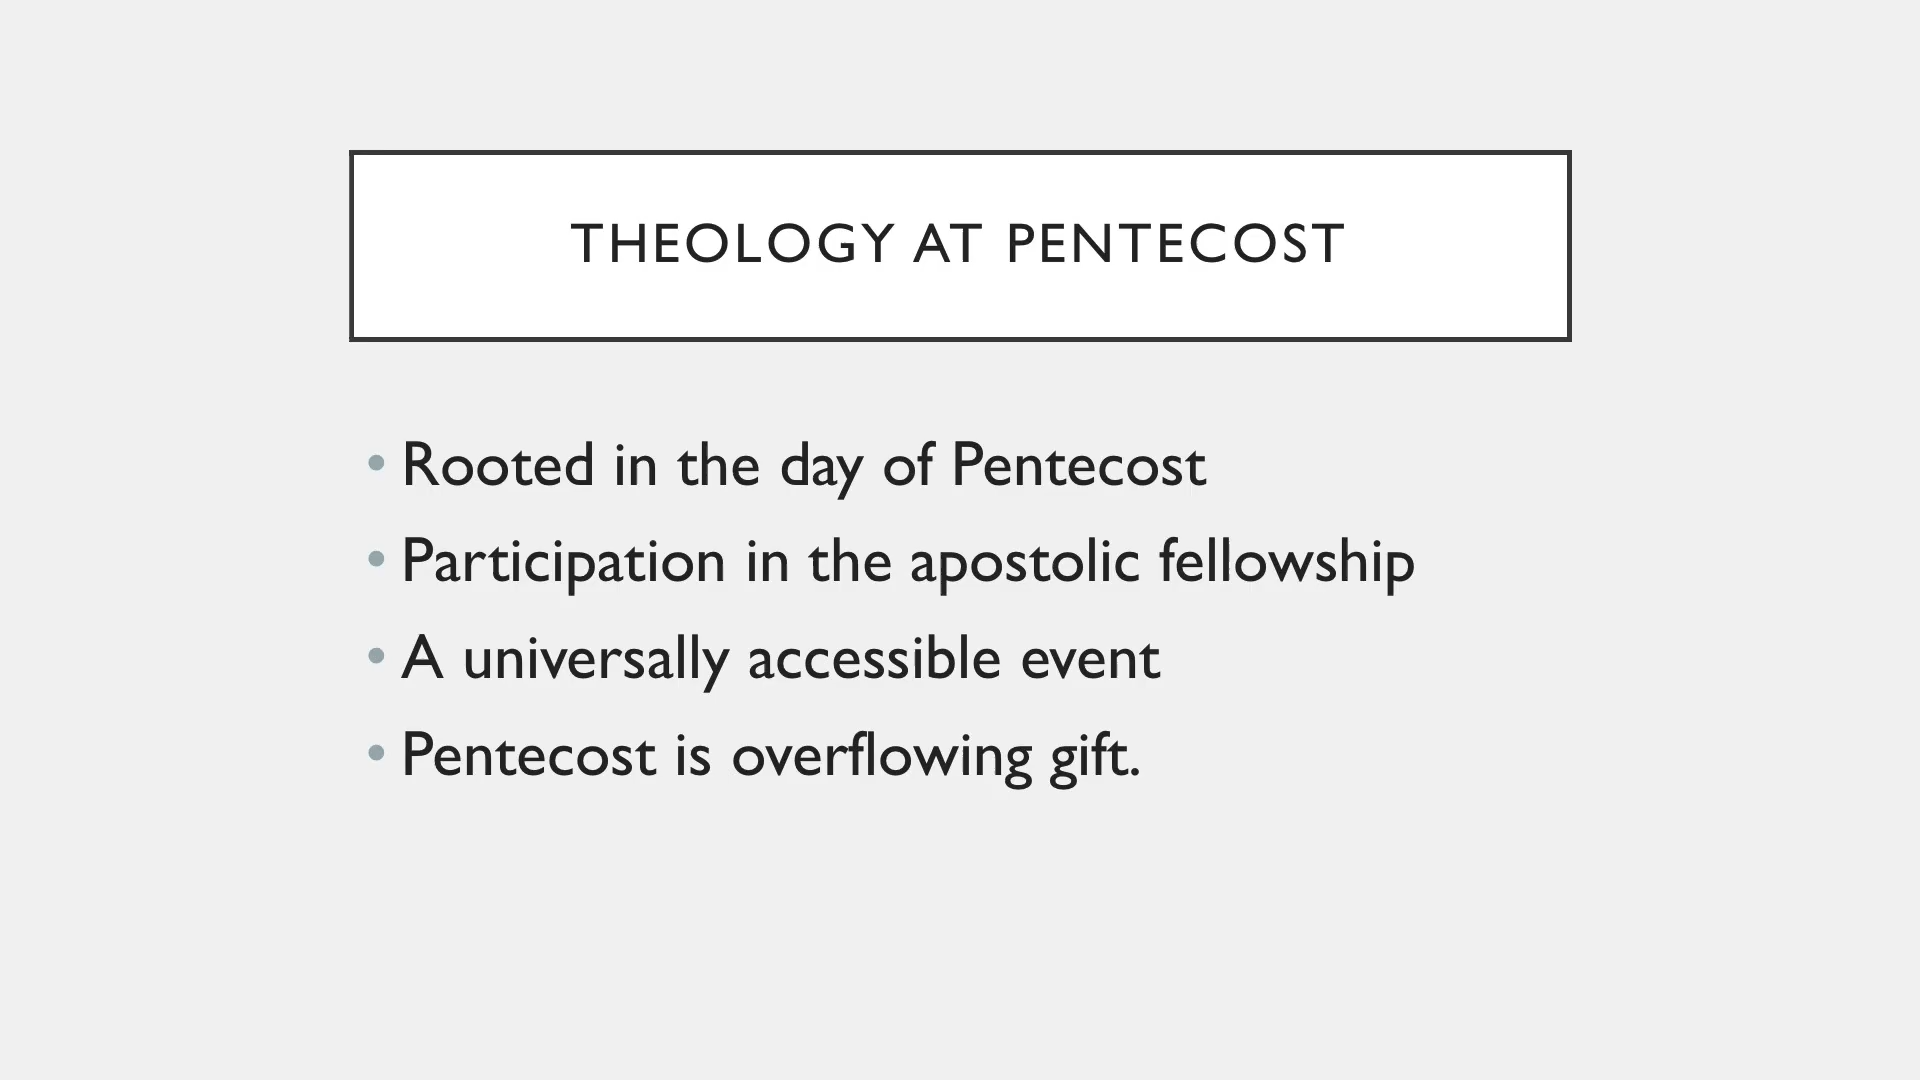 THEOLOGY AT PENTECOST
• Rooted in the day of Pentecost
• Participation in the apostolic fellowship
• A universally accessible event
• Pentecost is overflowing gift.